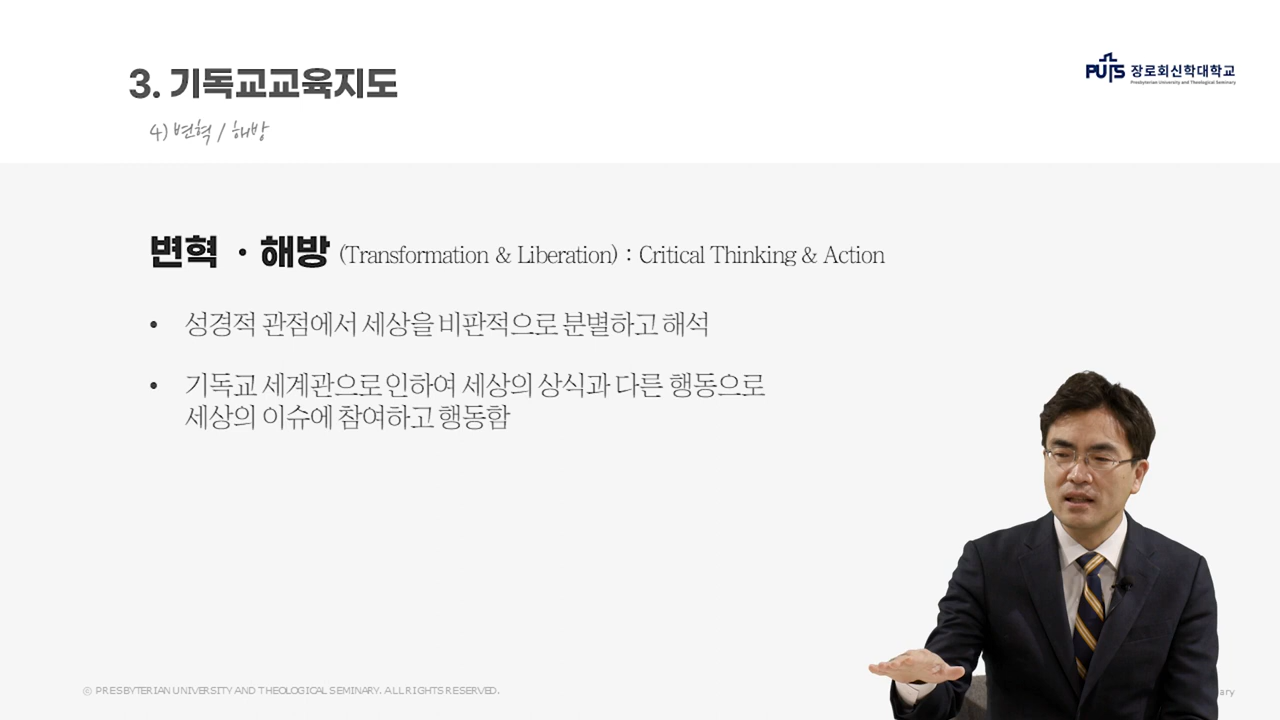 3. 기독교교육지도
PUTS 장로회신학대학교
Presbyterian University and Theological Seminary
4) 변혁 / 해방
변혁 · 해방 (Transformation & Liberation) : Critical Thinking & Action
• 성경적 관점에서 세상을 비판적으로 분별하고 해석
• 기독교 세계관으로 인하여 세상의 상식과 다른 행동으로
세상의 이슈에 참여하고 행동함
© PRESBYTERIAN UNIVERSITY AND THEOLOGICAL SEMINARY. ALL RIGHTS RESERVED.